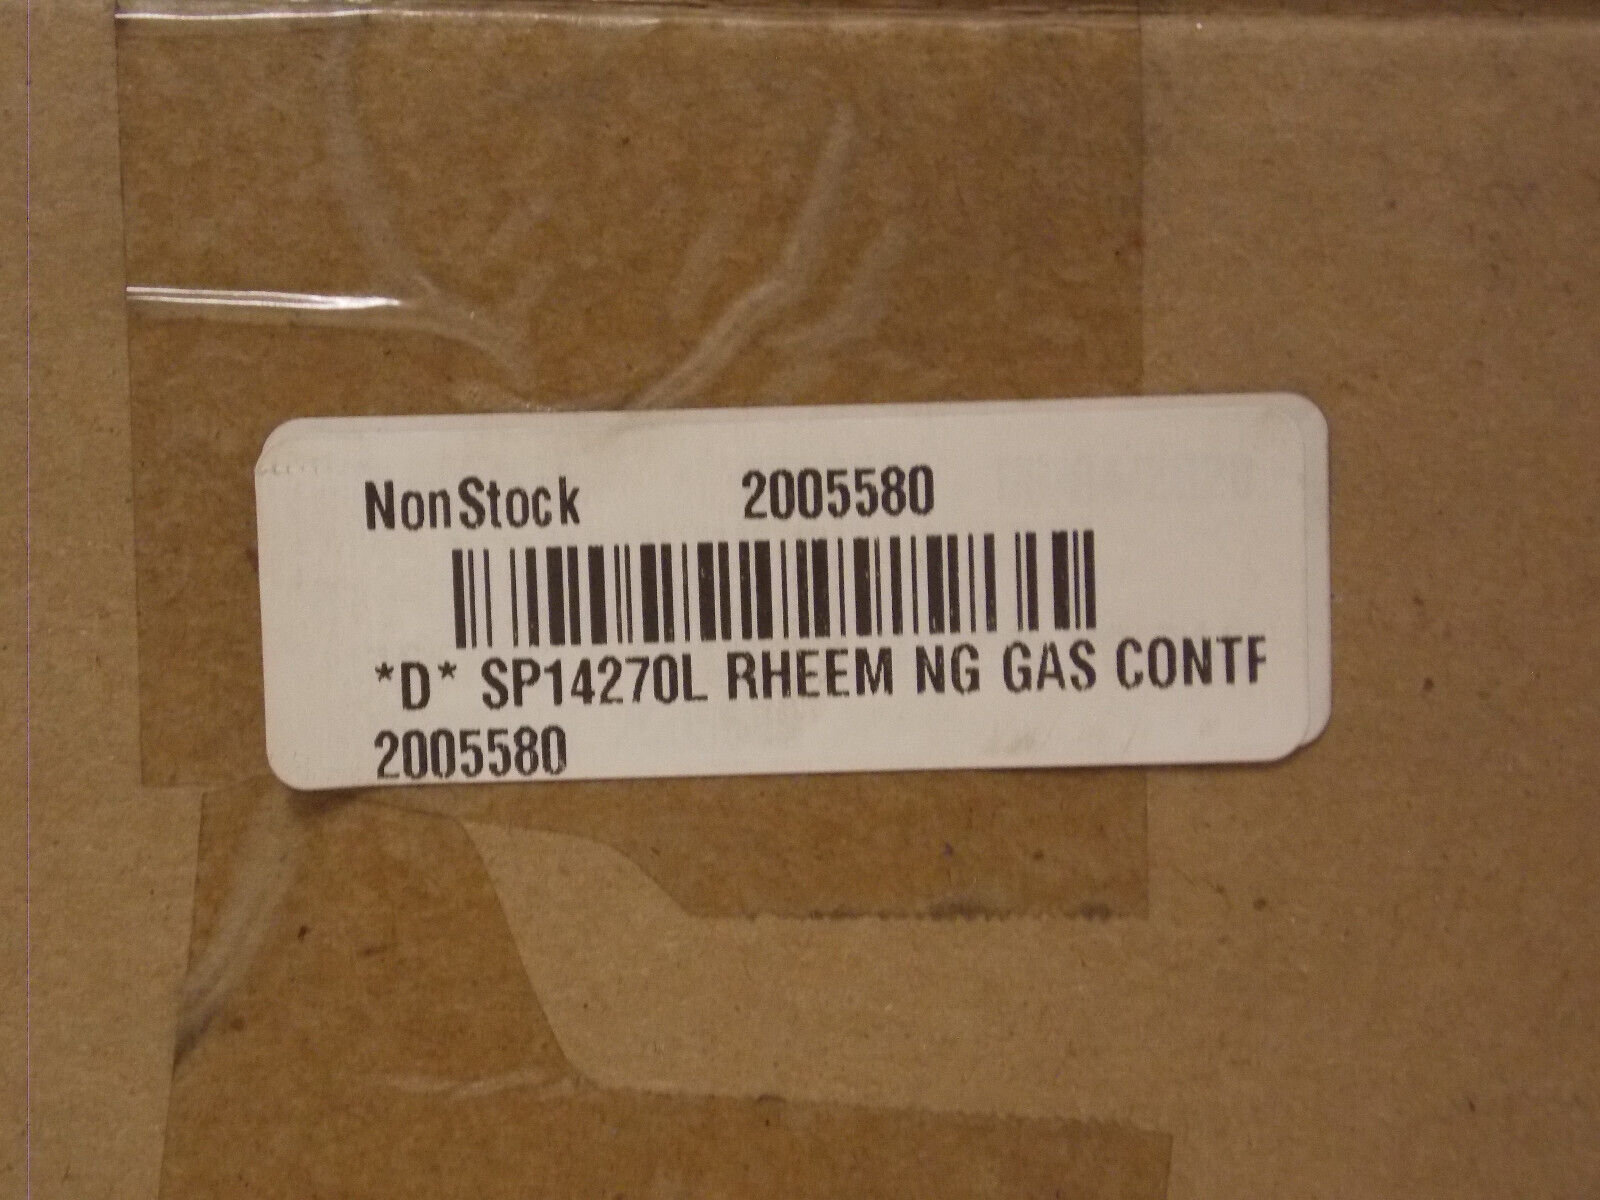 NonStock 2005580
*D* SP14270L RHEEM NG GAS CONTF
2005580